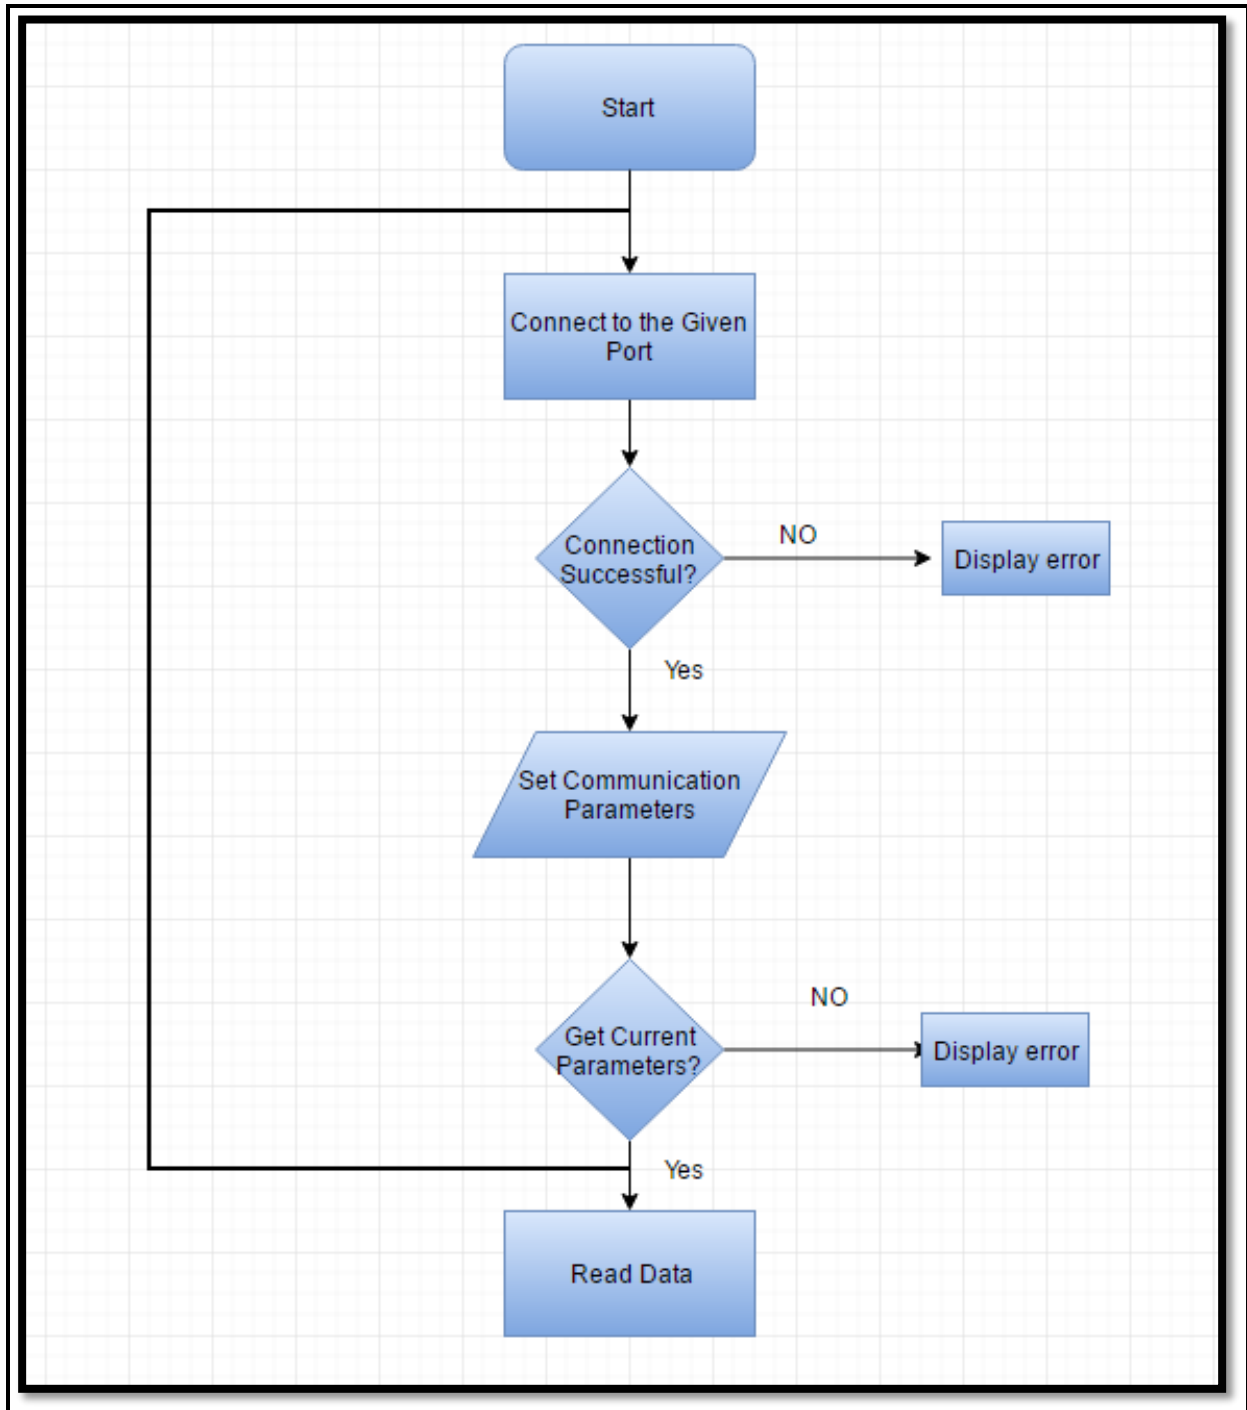 Start
Connect to the Given
Port
Connection
Successful?
NO
Display error
Yes
Set Communication
Parameters
Get Current
Parameters?
NO
Display error
Yes
Read Data